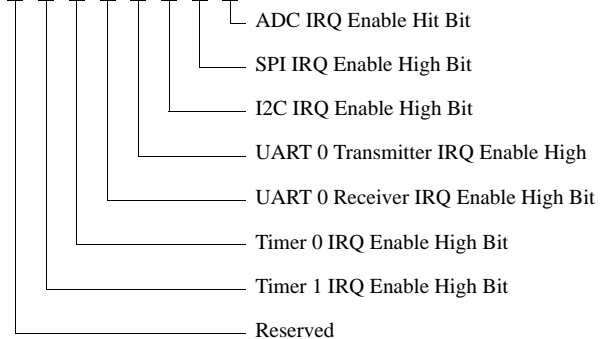 ADC IRQ Enable Hit Bit
SPI IRQ Enable High Bit
I2C IRQ Enable High Bit
UART 0 Transmitter IRQ Enable High
UART 0 Receiver IRQ Enable High Bit
Timer 0 IRQ Enable High Bit
Timer 1 IRQ Enable High Bit
Reserved